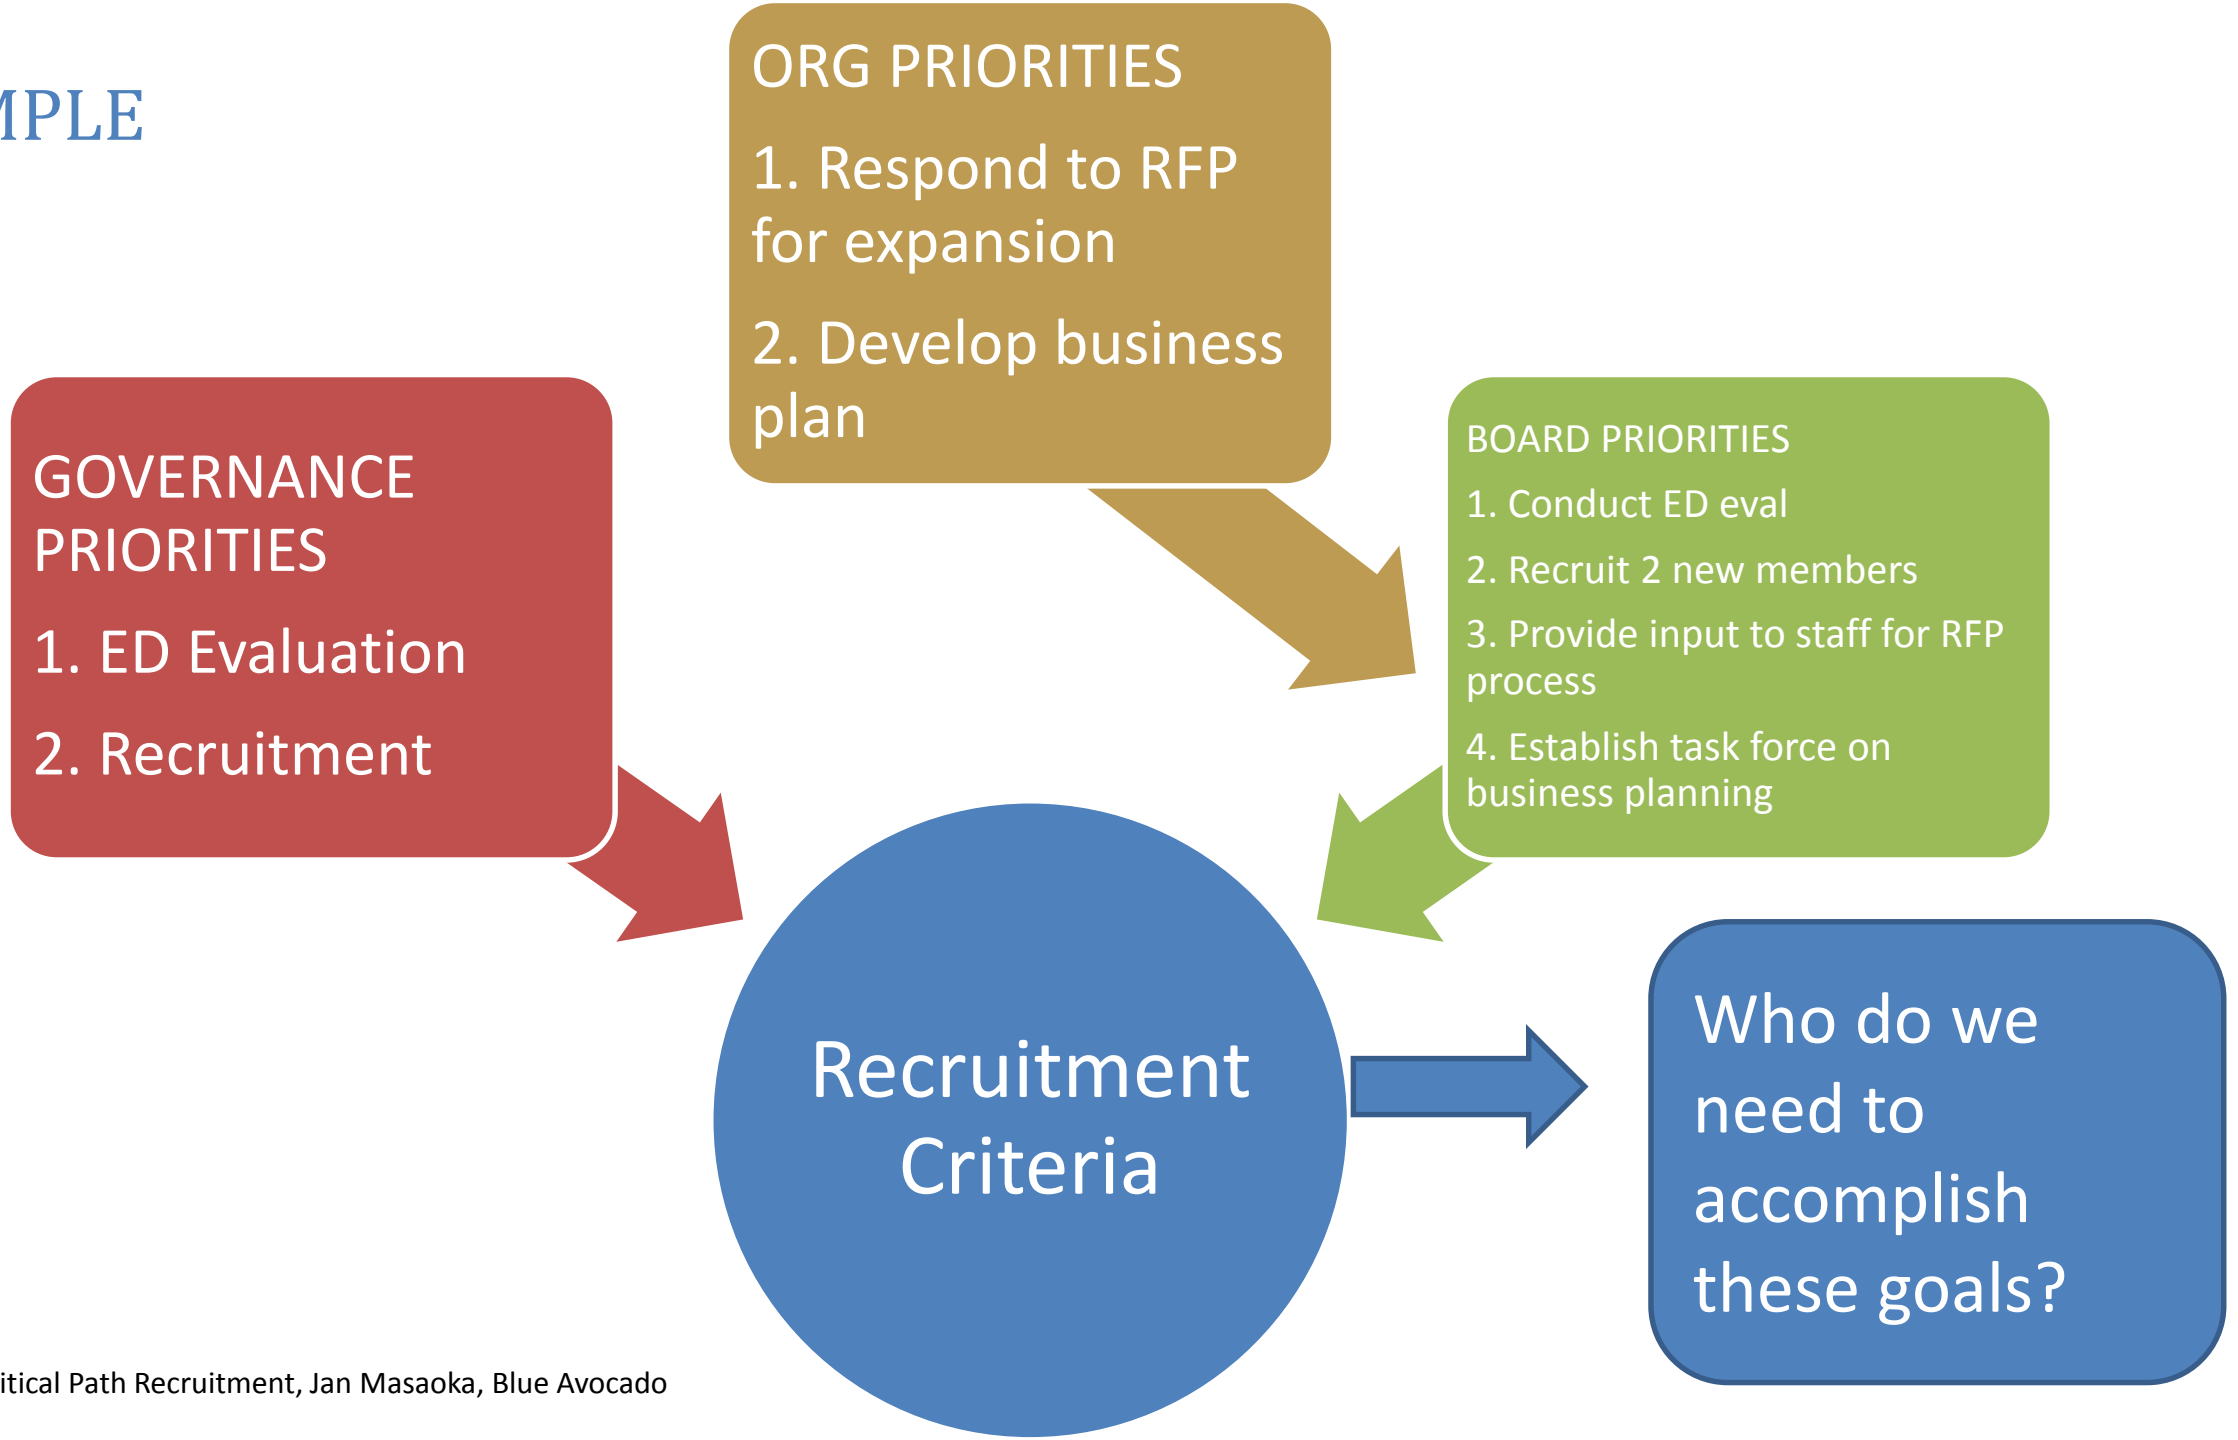 MPLE
ORG PRIORITIES
1. Respond to RFP
for expansion
2. Develop business
plan
GOVERNANCE
PRIORITIES
1. ED Evaluation
2. Recruitment
BOARD PRIORITIES
1. Conduct ED eval
2. Recruit 2 new members
3. Provide input to staff for RFP
process
4. Establish task force on
business planning
Recruitment
Criteria
Who do we
need to
accomplish
these goals?
itical Path Recruitment, Jan Masaoka, Blue Avocado